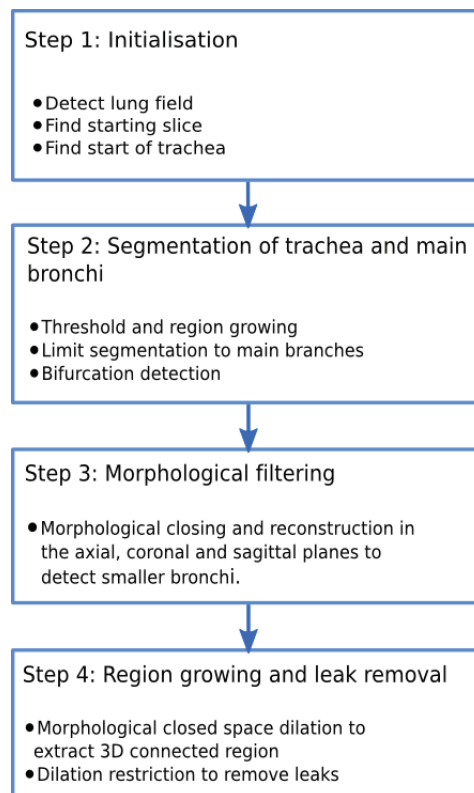 Step 1: Initialisation
●Detect lung field
●Find starting slice
●Find start of trachea
Step 2: Segmentation of trachea and main
bronchi
●Threshold and region growing
●Limit segmentation to main branches
●Bifurcation detection
Step 3: Morphological filtering
●Morphological closing and reconstruction in
the axial, coronal and sagittal planes to
detect smaller bronchi.
Step 4: Region growing and leak removal
●Morphological closed space dilation to
extract 3D connected region
●Dilation restriction to remove leaks